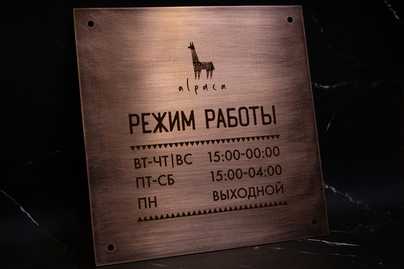 alpaca
РЕЖИМ РАБОТЫ
ВТ-ЧТ|ВС 15:00-00:00
ПТ-СБ 15:00-04:00
ПН ВЫХОДНОЙ